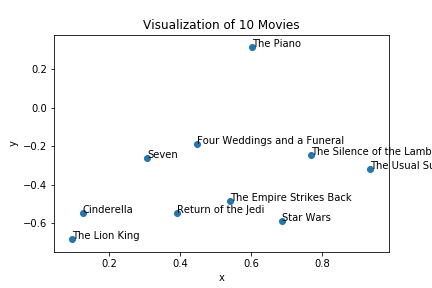 Visualization of 10 Movies
The Piano
0.2
0.0
Four Weddings and a Funeral
The Silence of the Lamb
Seven
-0.2
The Usual Su
y
-0.4
The Empire Strikes Back
Cinderella
Return of the Jedi
Star Wars
−0.6
The Lion King
0.2 0.4 0.6 0.8
x